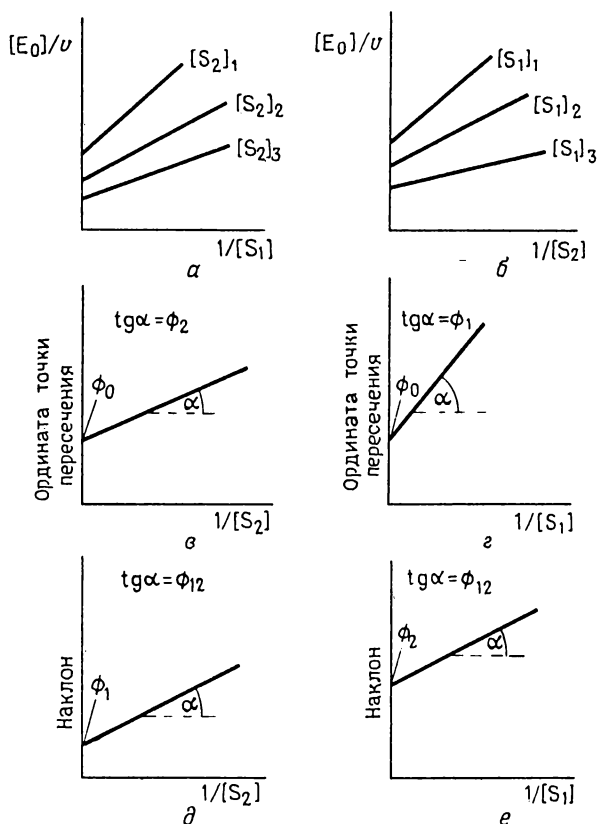 [E₀]/υ
[S₂]₁
[S₂]₂
[S₂]₃
1/[S₁]
а
[E₀]/υ
[S₁]₁
[S₁]₂
[S₁]₃
1/[S₂]
б
Ордината точки
пересечения
tgα=ϕ₂
ϕ₀
α
1/[S₂]
в
Ордината точки
пересечения
tgα=ϕ₁
ϕ₀
α
1/[S₁]
г
Наклон
tgα=ϕ₁₂
ϕ₁
α
1/[S₂]
д
Наклон
tgα=ϕ₁₂
ϕ₂
α
1/[S₁]
е